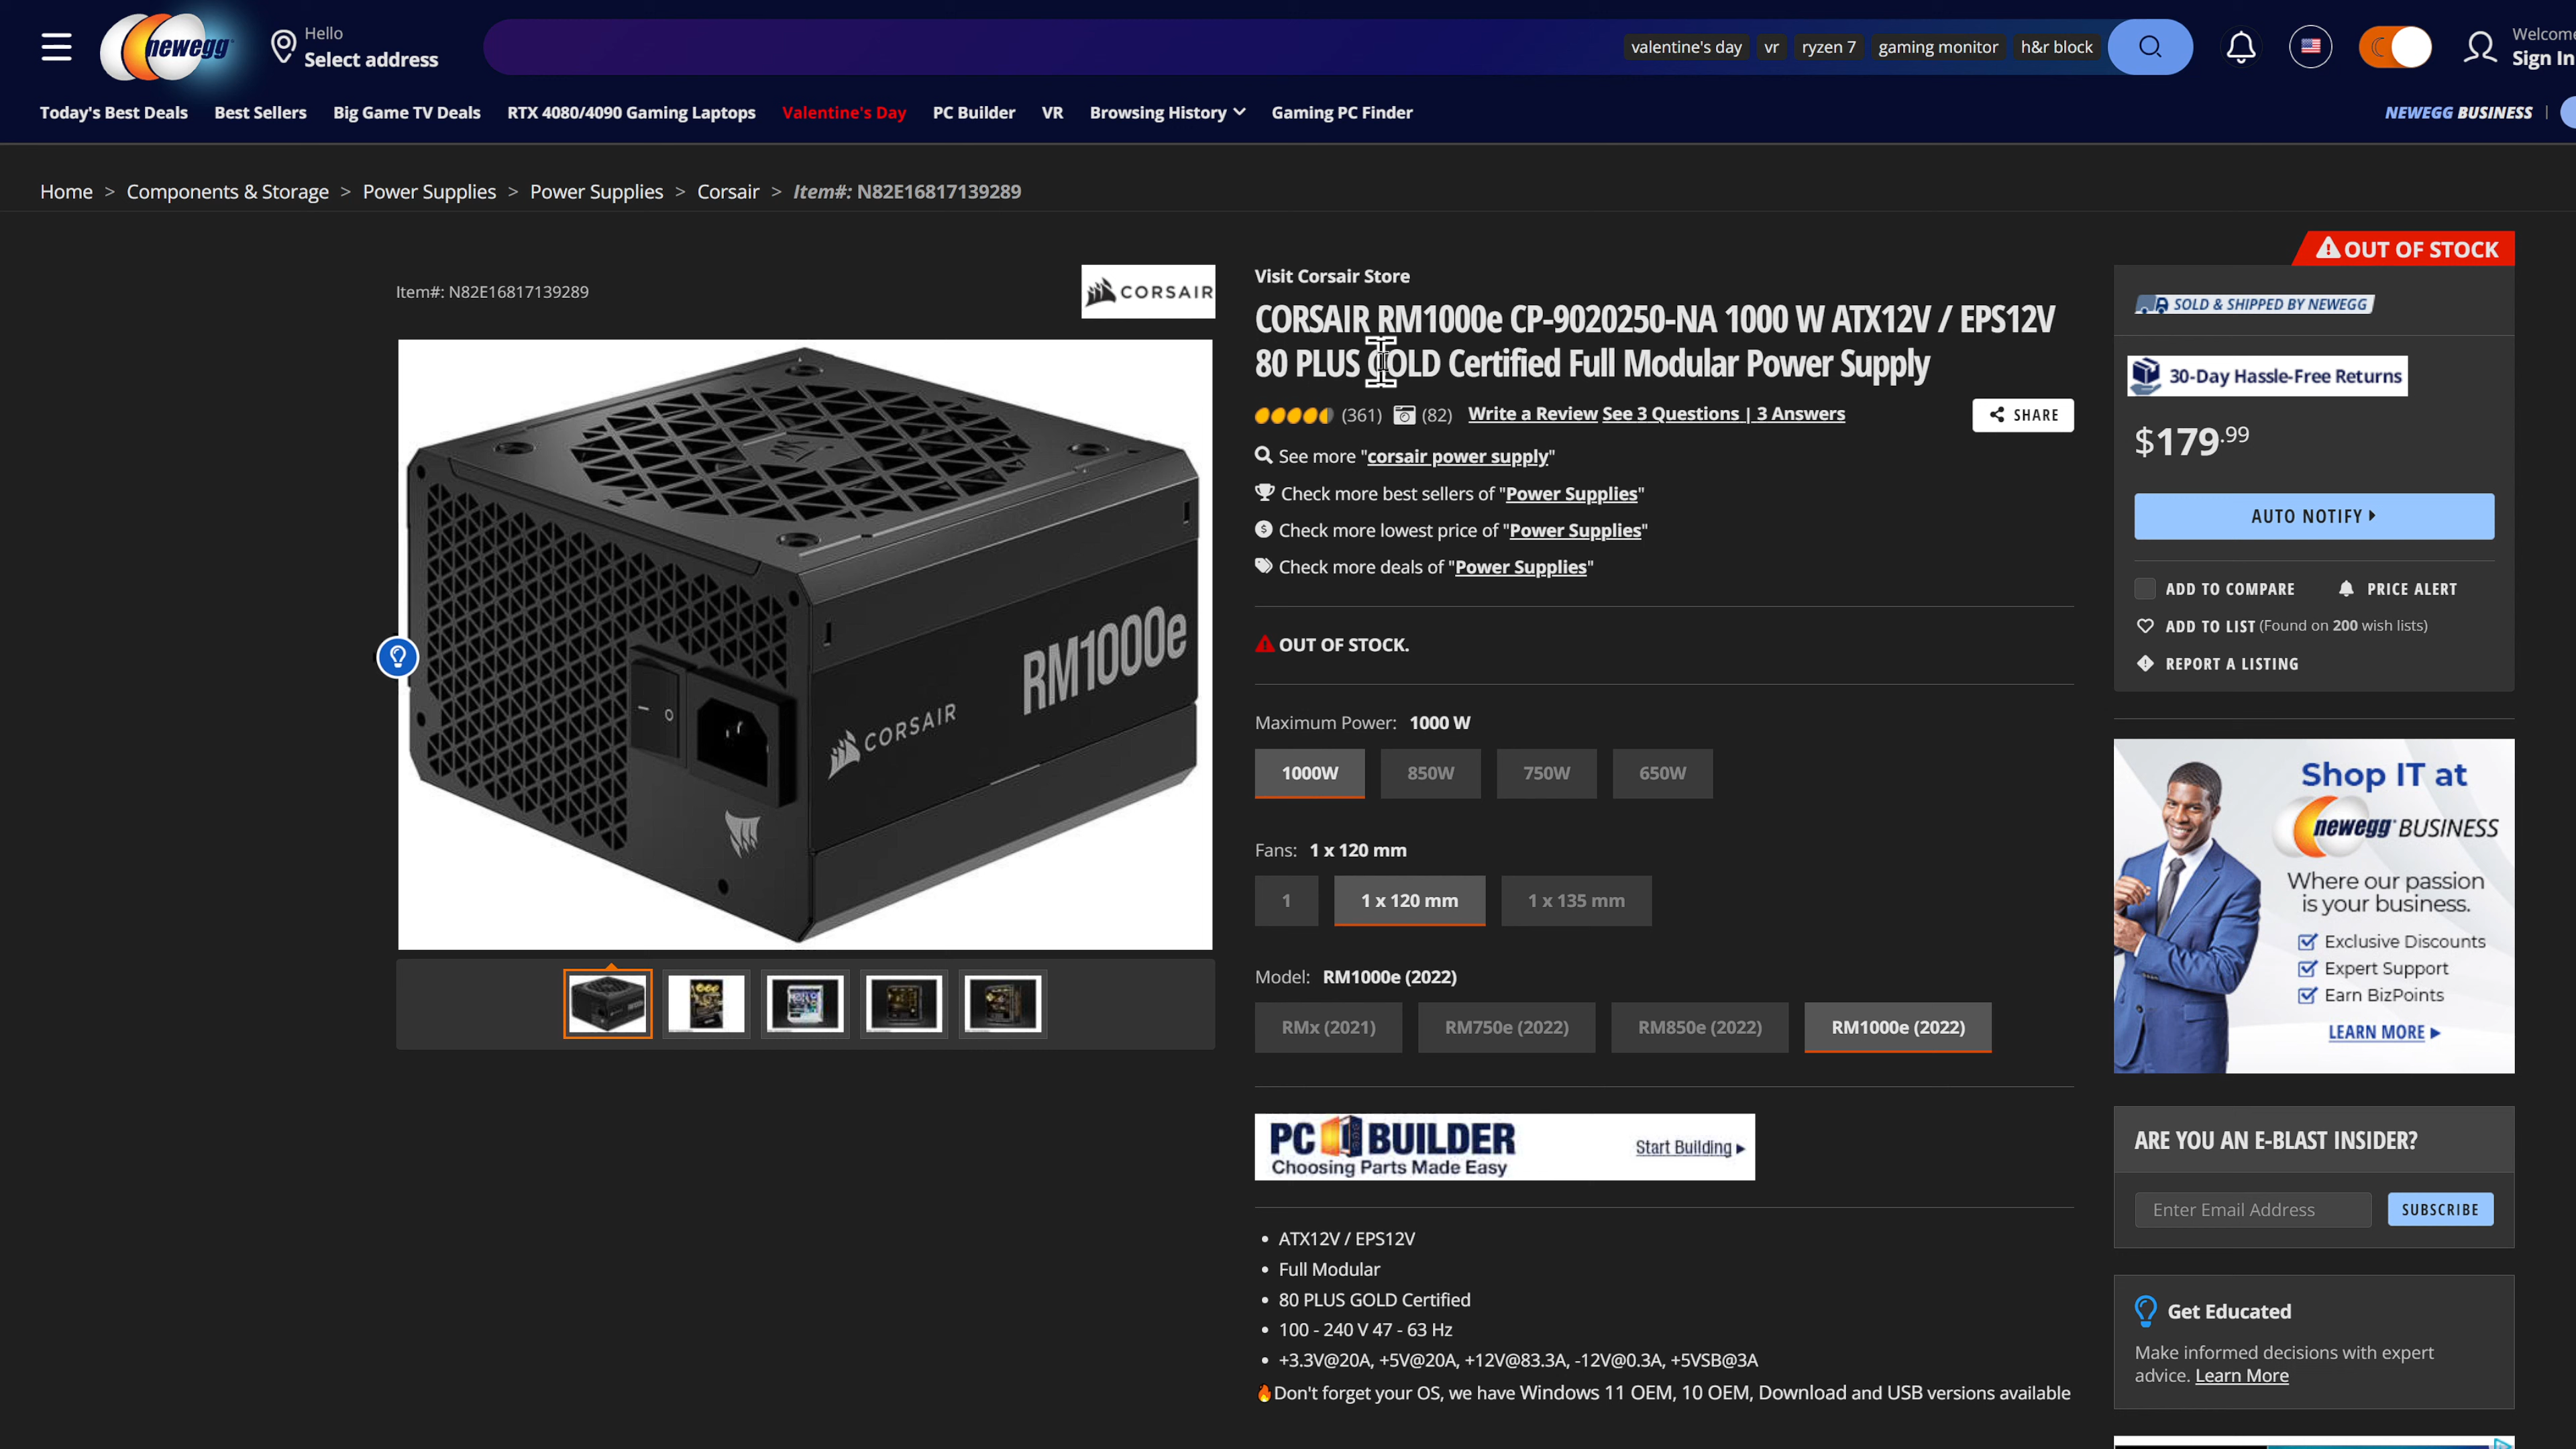 newegg
Hello
Select address
valentine's day
vr
ryzen 7
gaming monitor
h&r block
Welcome
Sign In
Today's Best Deals
Best Sellers
Big Game TV Deals
RTX 4080/4090 Gaming Laptops
Valentine's Day
PC Builder
VR
Browsing History
Gaming PC Finder
NEWEGG BUSINESS
Home > Components & Storage > Power Supplies > Power Supplies > Corsair > Item#: N82E16817139289
Item#: N82E16817139289
CORSAIR
RM1000e
CORSAIR
Visit Corsair Store
CORSAIR RM1000e CP-9020250-NA 1000 W ATX12V / EPS12V
80 PLUS GOLD Certified Full Modular Power Supply
(361) (82) Write a Review See 3 Questions | 3 Answers
SHARE
See more "corsair power supply"
Check more best sellers of "Power Supplies"
Check more lowest price of "Power Supplies"
Check more deals of "Power Supplies"
OUT OF STOCK.
Maximum Power: 1000 W
1000W
850W
750W
650W
Fans: 1 x 120 mm
1
1 x 120 mm
1 x 135 mm
Model: RM1000e (2022)
RMx (2021)
RM750e (2022)
RM850e (2022)
RM1000e (2022)
PC BUILDER
Choosing Parts Made Easy
Start Building
• ATX12V / EPS12V
• Full Modular
• 80 PLUS GOLD Certified
• 100 - 240 V 47 - 63 Hz
• +3.3V@20A, +5V@20A, +12V@83.3A, -12V@0.3A, +5VSB@3A
🔥Don't forget your OS, we have Windows 11 OEM, 10 OEM, Download and USB versions available
OUT OF STOCK
SOLD & SHIPPED BY NEWEGG
30-Day Hassle-Free Returns
$179.99
AUTO NOTIFY
ADD TO COMPARE
PRICE ALERT
ADD TO LIST (Found on 200 wish lists)
REPORT A LISTING
Shop IT at
newegg BUSINESS
Where our passion
is your business.
Exclusive Discounts
Expert Support
Earn BizPoints
LEARN MORE
ARE YOU AN E-BLAST INSIDER?
Enter Email Address
SUBSCRIBE
Get Educated
Make informed decisions with expert
advice. Learn More